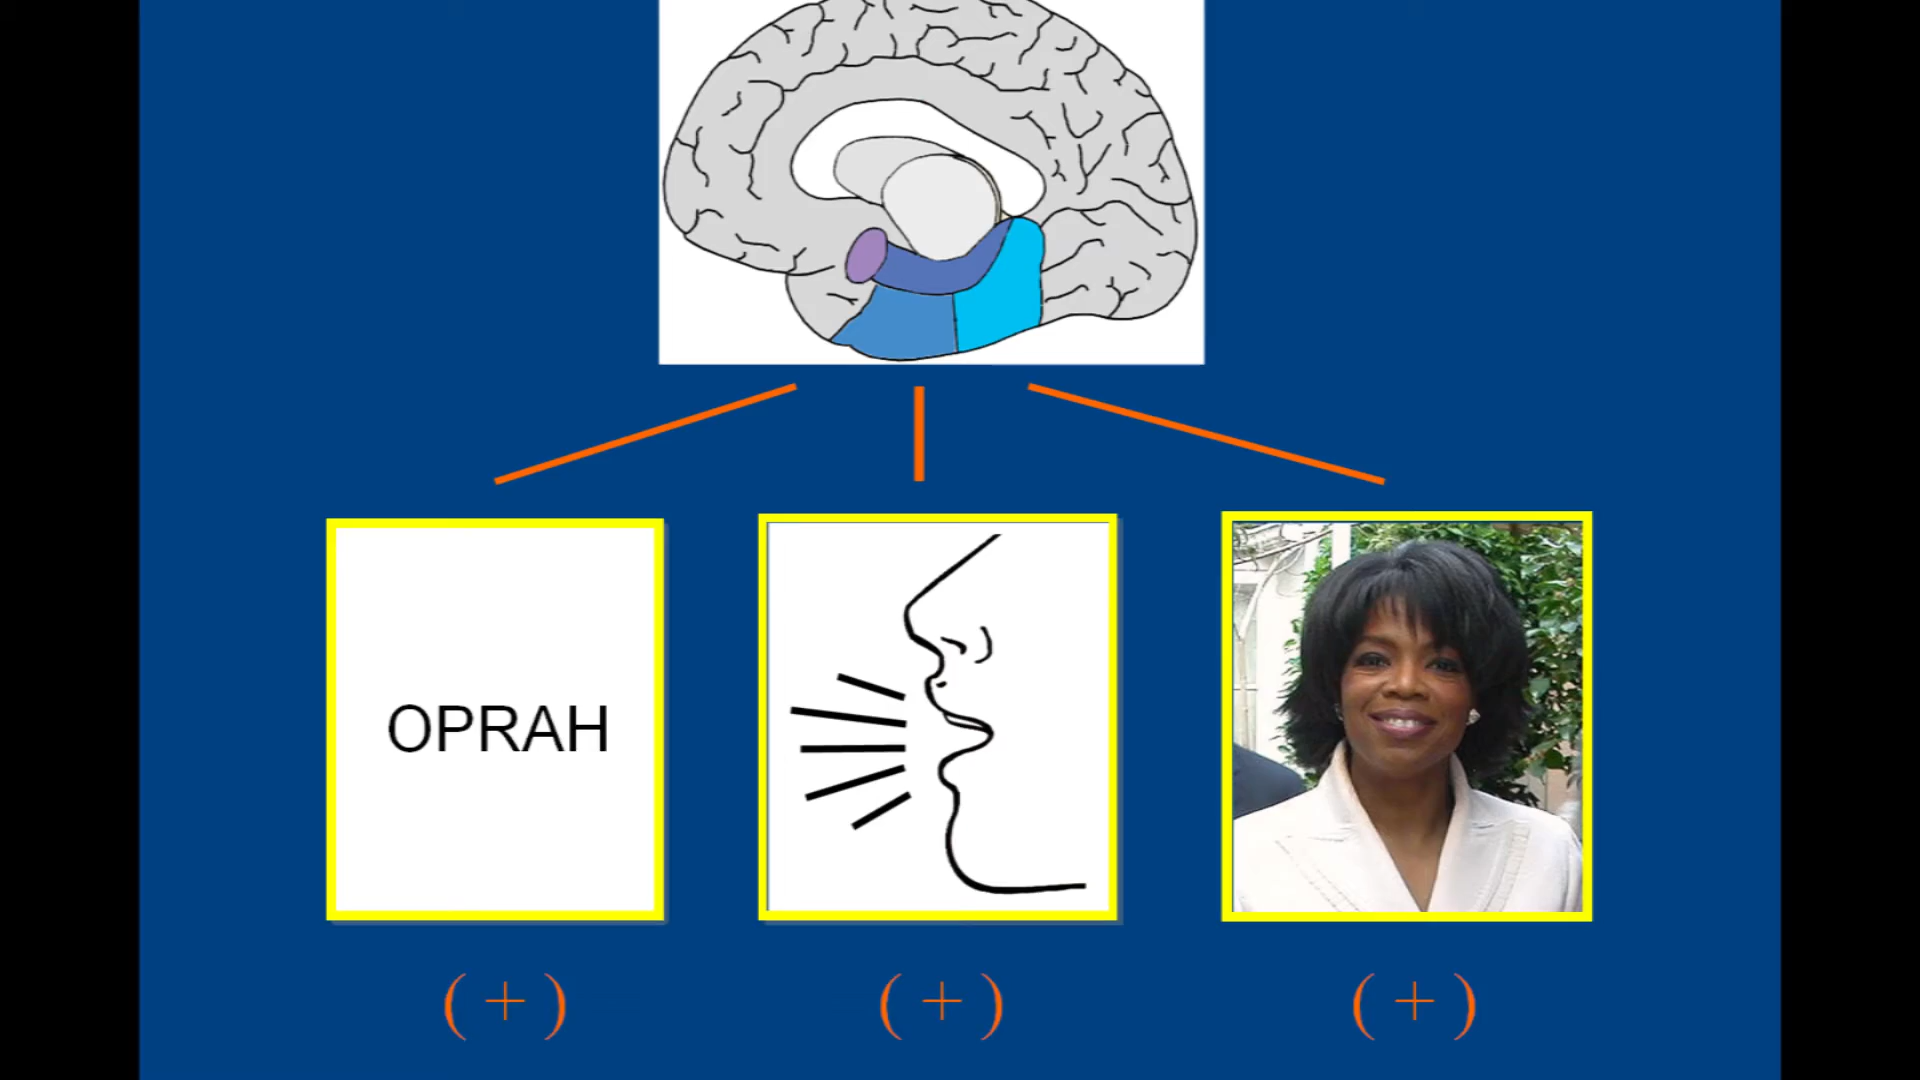 OPRAH
( + ) ( + ) ( + )